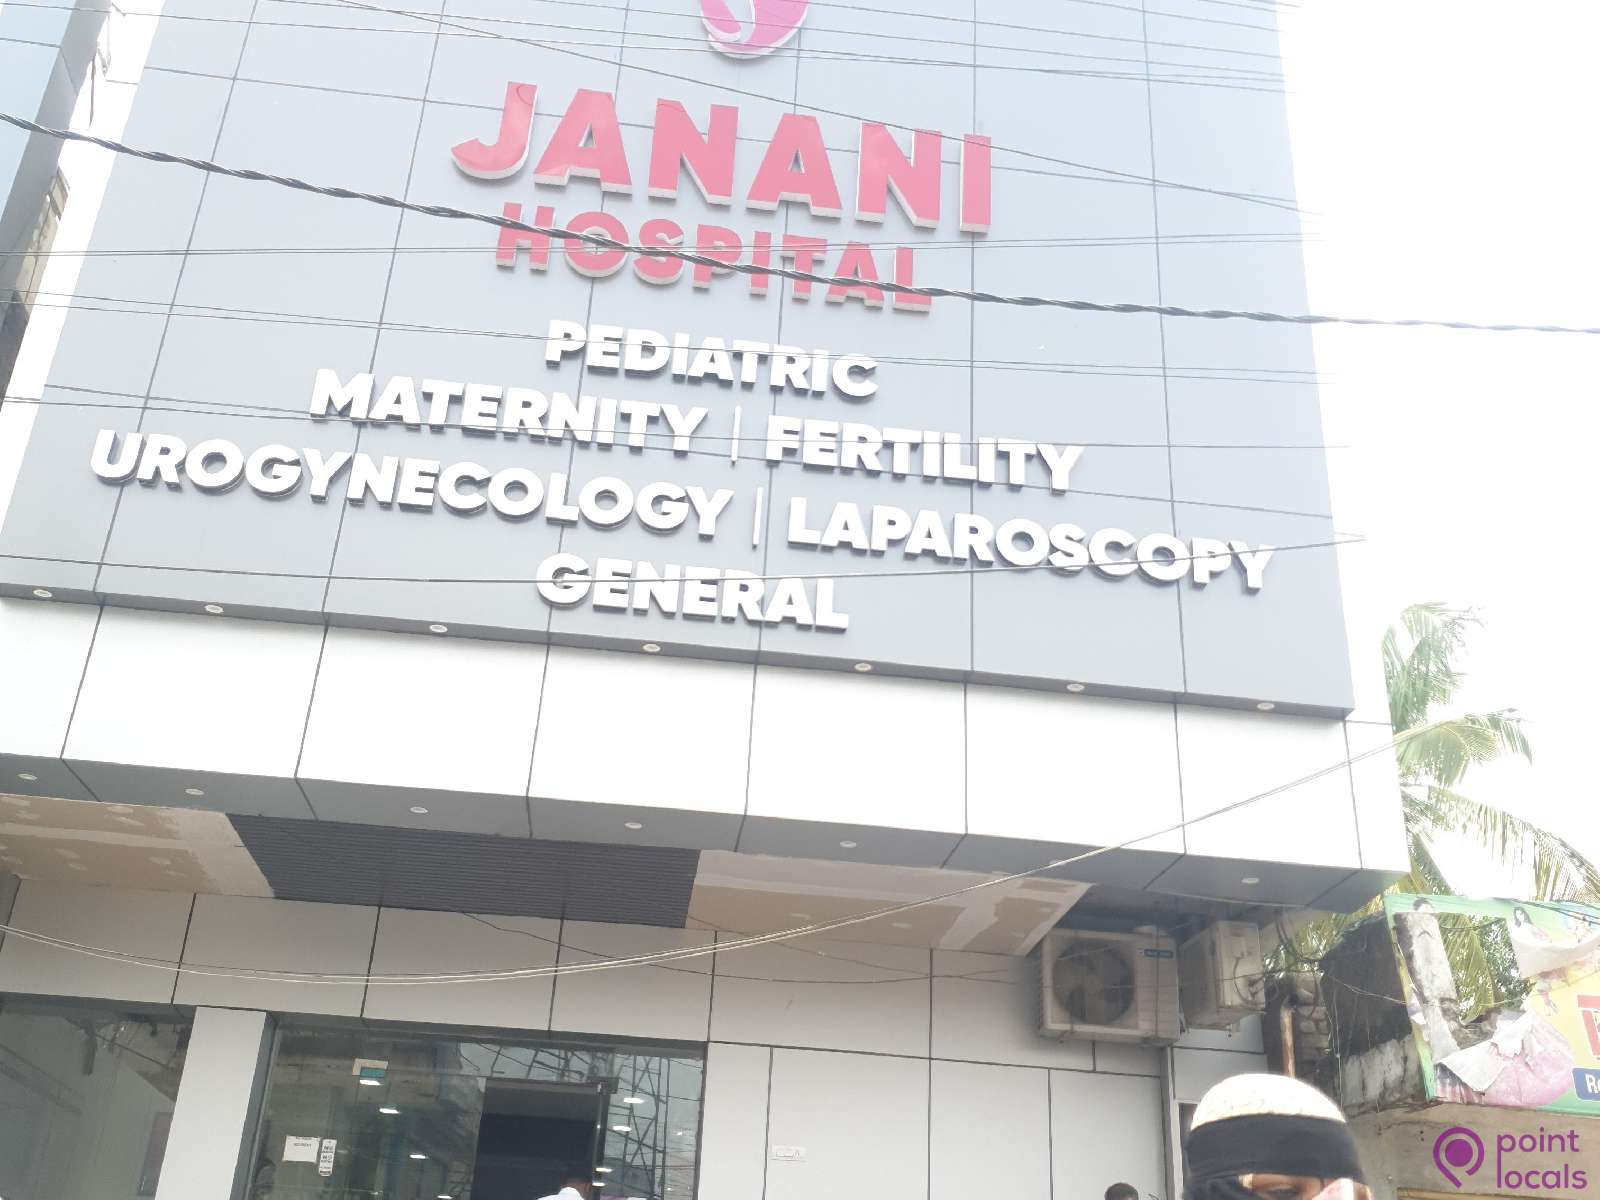 JANANI
HOSPITAL
PEDIATRIC
MATERNITY | FERTILITY
UROGYNECOLOGY | LAPAROSCOPY
GENERAL
point
locals